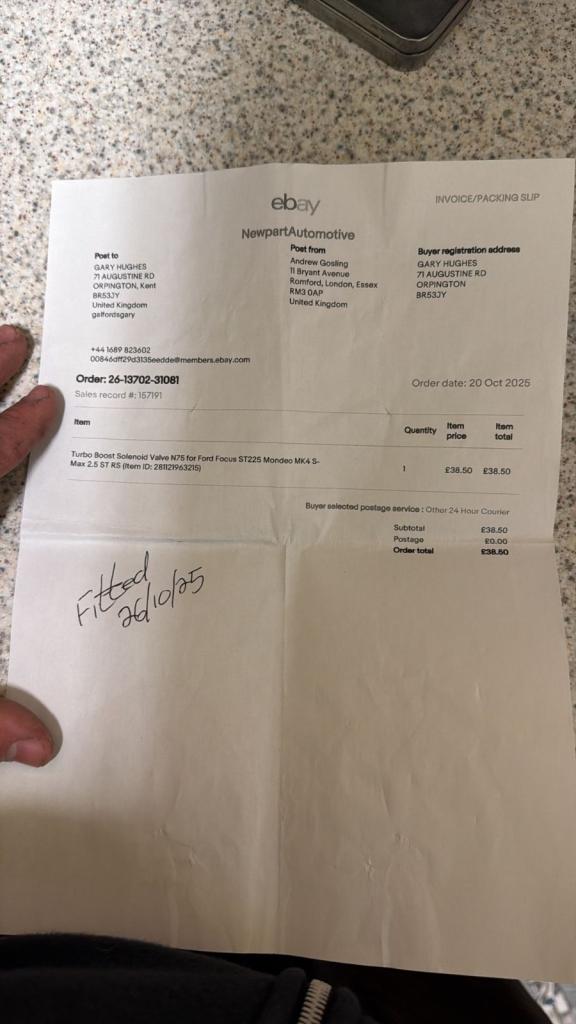 ebay
INVOICE/PACKING SLIP
NewpartAutomotive
Post to
GARY HUGHES
71 AUGUSTINE RD
ORPINGTON, Kent
BR53JY
United Kingdom
galfordsgary
Post from
Andrew Gosling
11 Bryant Avenue
Romford, London, Essex
RM3 0AP
United Kingdom
Buyer registration address
GARY HUGHES
71 AUGUSTINE RD
ORPINGTON
BR53JY
+44 1689 823602
00846dff29d3135eedde@members.ebay.com
Order: 26-13702-31081
Order date: 20 Oct 2025
Sales record #: 157191
Item Quantity Item price Item total
Turbo Boost Solenoid Valve N75 for Ford Focus ST225 Mondeo MK4 S-
Max 2.5 ST RS (Item ID: 281121963215)
1 £38.50 £38.50
Buyer selected postage service : Other 24 Hour Courier
Subtotal £38.50
Postage £0.00
Order total £38.50
Fitted
26/10/25